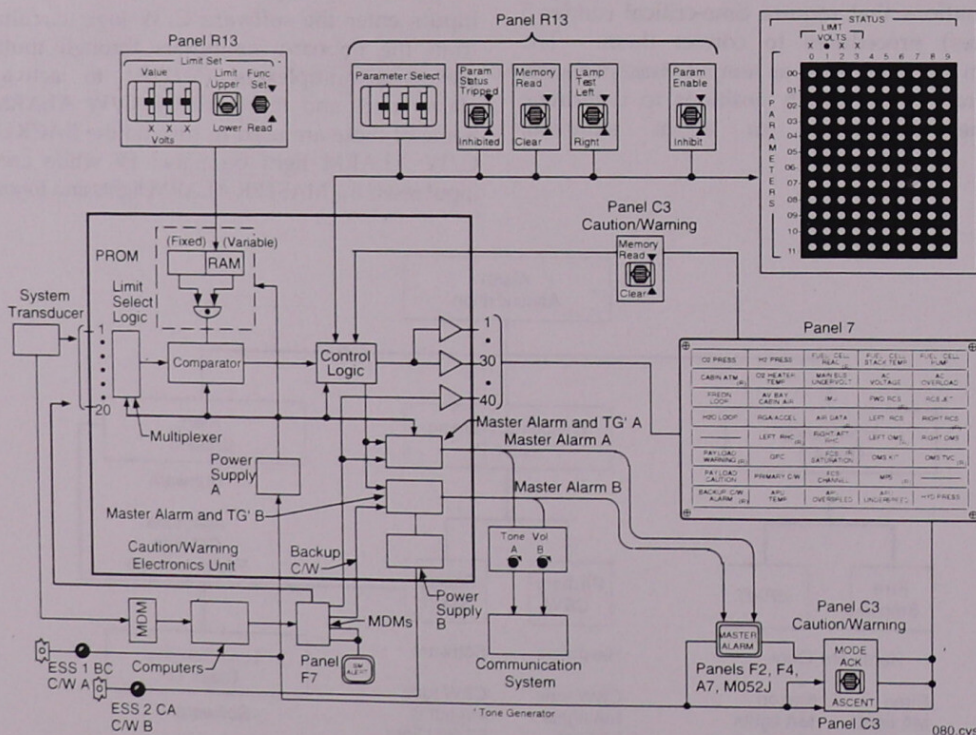 Panel R13
Limit Set
Value
Limit Upper
Func Set
Lower
Read
X X X
Volts
Panel R13
Parameter Select
Param Status Tripped
Inhibited
Memory Read
Clear
Lamp Test Left
Right
Param Enable
Inhibit
STATUS
LIMIT
VOLTS
X • X X
0 1 2 3 4 5 6 7 8 9
PARAMETERS
00
01
02
03
04
05
06
07
08
09
10
11
Panel C3
Caution/Warning
Memory Read
Clear
PROM
(Fixed) (Variable)
RAM
System Transducer
Limit Select Logic
1
20
Comparator
Control Logic
1
30
40
Multiplexer
Power Supply A
Master Alarm and TG' A
Master Alarm A
Master Alarm and TG' B
Master Alarm B
Caution/Warning Electronics Unit
Backup C/W
Power Supply B
Tone Vol
A B
Communication System
MDM
Computers
MDMs
Panel F7
SM ALERT
ESS 1 BC
C/W A
ESS 2 CA
C/W B
' Tone Generator
Panel 7
O2 PRESS H2 PRESS FUEL CELL REAC FUEL CELL STACK TEMP FUEL CELL PUMP
CABIN ATM O2 HEATER TEMP MAIN BUS UNDERVOLT AC VOLTAGE AC OVERLOAD
FREON LOOP AV BAY CABIN AIR IMU FWD RCS RCS JET
H2O LOOP RGA/ACCEL AIR DATA LEFT RCS RIGHT RCS
LEFT RHC RIGHT/AFT RHC LEFT OMS RIGHT OMS
PAYLOAD WARNING GPC FCS SATURATION OMS KIT OMS TVC
PAYLOAD CAUTION PRIMARY C/W FCS CHANNEL MPS
BACKUP C/W ALARM APU TEMP APU OVERSPEED APU UNDERSPEED HYD PRESS
MASTER ALARM
Panels F2, F4, A7, M052J
Panel C3
Caution/Warning
MODE
ACK
ASCENT
Panel C3
080.cvs